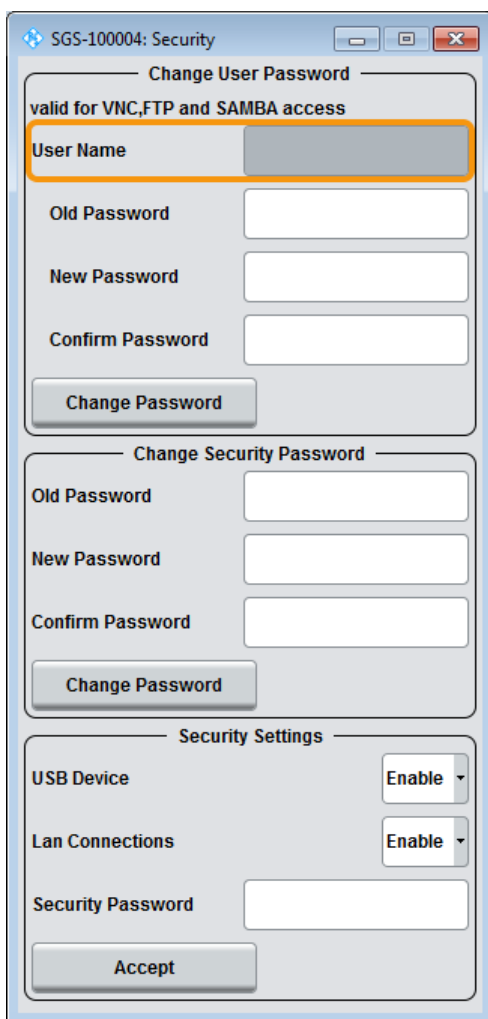 SGS-100004: Security
Change User Password
valid for VNC,FTP and SAMBA access
User Name
Old Password
New Password
Confirm Password
Change Password
Change Security Password
Old Password
New Password
Confirm Password
Change Password
Security Settings
USB Device Enable
Lan Connections Enable
Security Password
Accept